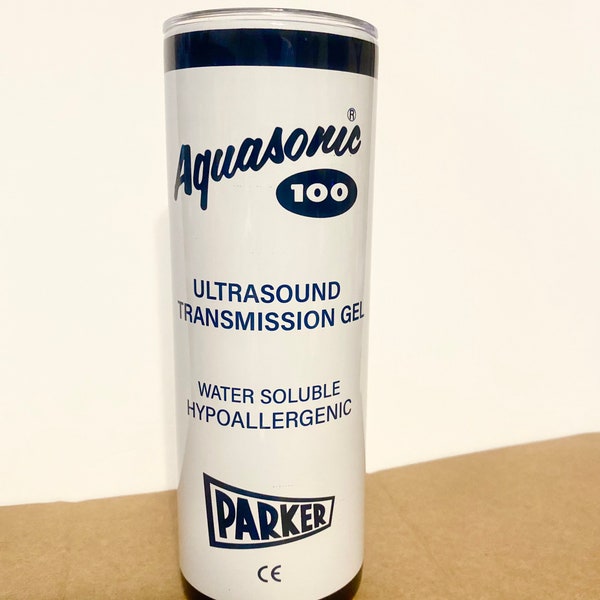 Aquasonic®
100
ULTRASOUND
TRANSMISSION GEL
WATER SOLUBLE
HYPOALLERGENIC
PARKER
CE